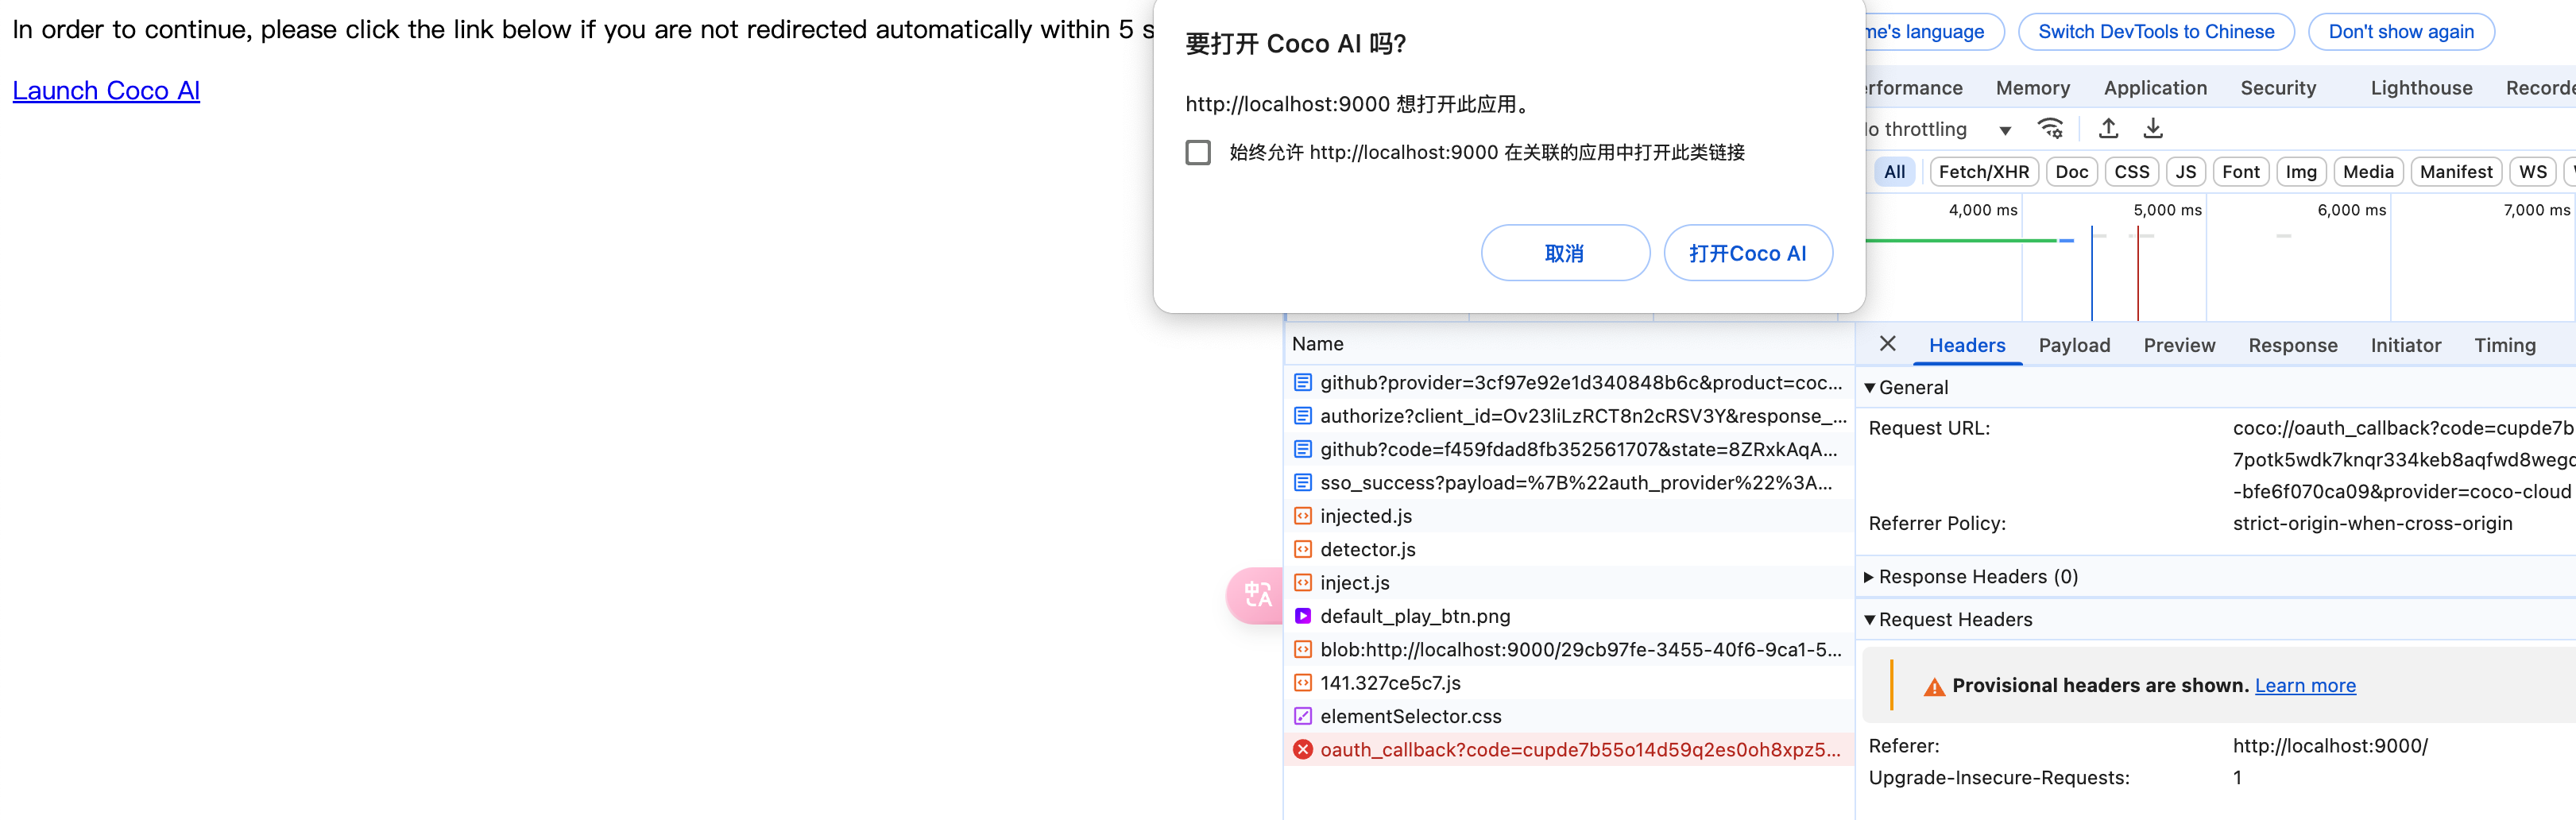 In order to continue, please click the link below if you are not redirected automatically within 5
Launch Coco AI
要打开 Coco AI 吗?
http://localhost:9000 想打开此应用。
始终允许 http://localhost:9000 在关联的应用中打开此类链接
取消
打开Coco AI
me's language
Switch DevTools to Chinese
Don't show again
erformance
Memory
Application
Security
Lighthouse
Recorde
lo throttling
All
Fetch/XHR
Doc
CSS
JS
Font
Img
Media
Manifest
WS
4,000 ms
5,000 ms
6,000 ms
7,000 ms
Name
github?provider=3cf97e92e1d340848b6c&product=coc...
authorize?client_id=Ov23liLzRCT8n2cRSV3Y&response_...
github?code=f459fdad8fb352561707&state=8ZRxkAqA...
sso_success?payload=%7B%22auth_provider%22%3A...
injected.js
detector.js
inject.js
default_play_btn.png
blob:http://localhost:9000/29cb97fe-3455-40f6-9ca1-5...
141.327ce5c7.js
elementSelector.css
oauth_callback?code=cupde7b55o14d59q2es0oh8xpz5...
Headers
Payload
Preview
Response
Initiator
Timing
General
Request URL:
coco://oauth_callback?code=cupde7b
7potk5wdk7knqr334keb8aqfwd8weg
-bfe6f070ca09&provider=coco-cloud
Referrer Policy:
strict-origin-when-cross-origin
Response Headers (0)
Request Headers
Provisional headers are shown. Learn more
Referer:
http://localhost:9000/
Upgrade-Insecure-Requests:
1
中A